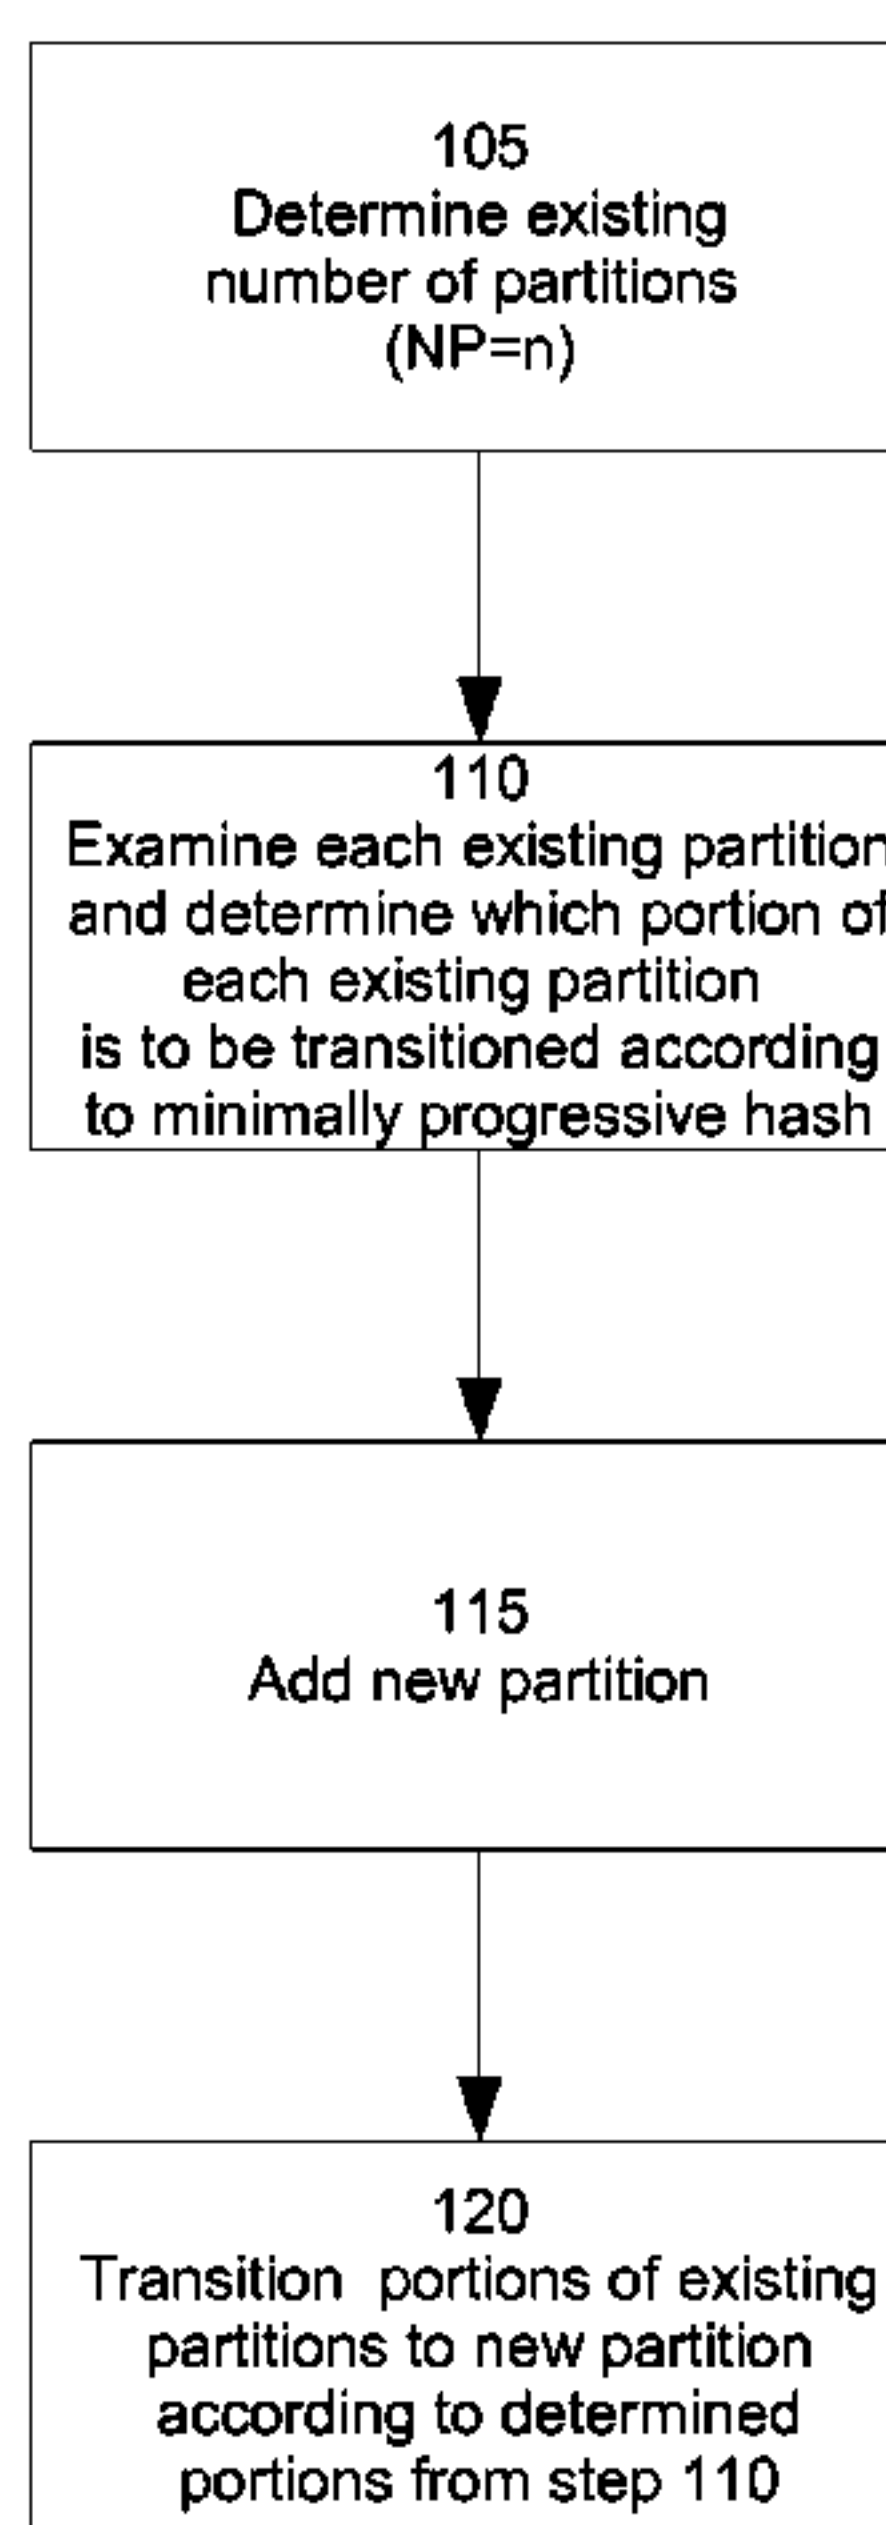 105
Determine existing
number of partitions
(NP=n)
110
Examine each existing partition
and determine which portion of
each existing partition
is to be transitioned according
to minimally progressive hash
115
Add new partition
120
Transition portions of existing
partitions to new partition
according to determined
portions from step 110